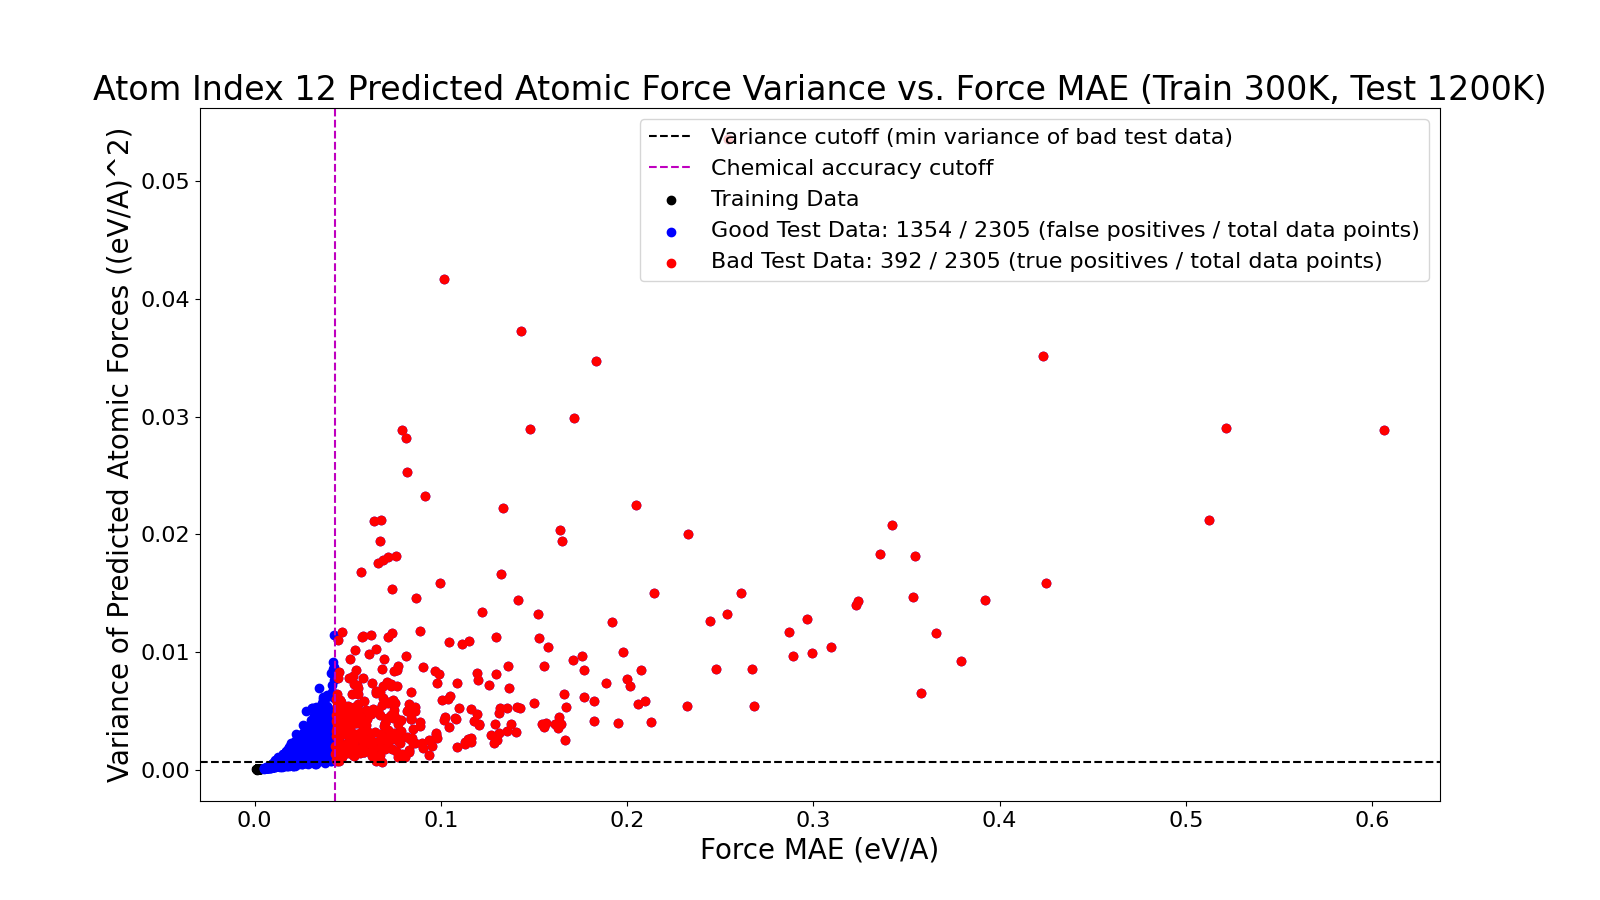 Atom Index 12 Predicted Atomic Force Variance vs. Force MAE (Train 300K, Test 1200K)
Variance of Predicted Atomic Forces ((eV/A)^2)
0.05
0.04
0.03
0.02
0.01
0.00
Variance cutoff (min variance of bad test data)
Chemical accuracy cutoff
Training Data
Good Test Data: 1354 / 2305 (false positives / total data points)
Bad Test Data: 392 / 2305 (true positives / total data points)
0.0 0.1 0.2 0.3 0.4 0.5 0.6
Force MAE (eV/A)